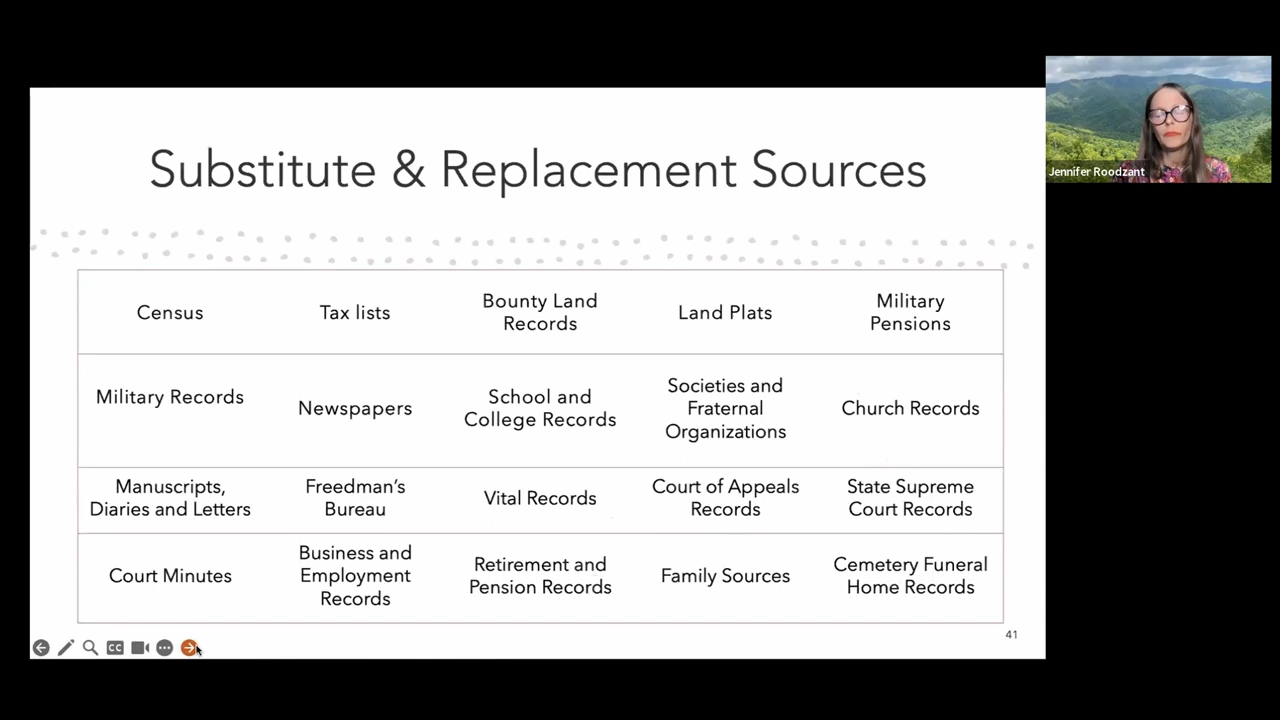 Substitute & Replacement Sources
Jennifer Roodzant
Census
Tax lists
Bounty Land
Records
Land Plats
Military
Pensions
Military Records
Newspapers
School and
College Records
Societies and
Fraternal
Organizations
Church Records
Manuscripts,
Diaries and Letters
Freedman's
Bureau
Vital Records
Court of Appeals
Records
State Supreme
Court Records
Court Minutes
Business and
Employment
Records
Retirement and
Pension Records
Family Sources
Cemetery Funeral
Home Records
41
CC